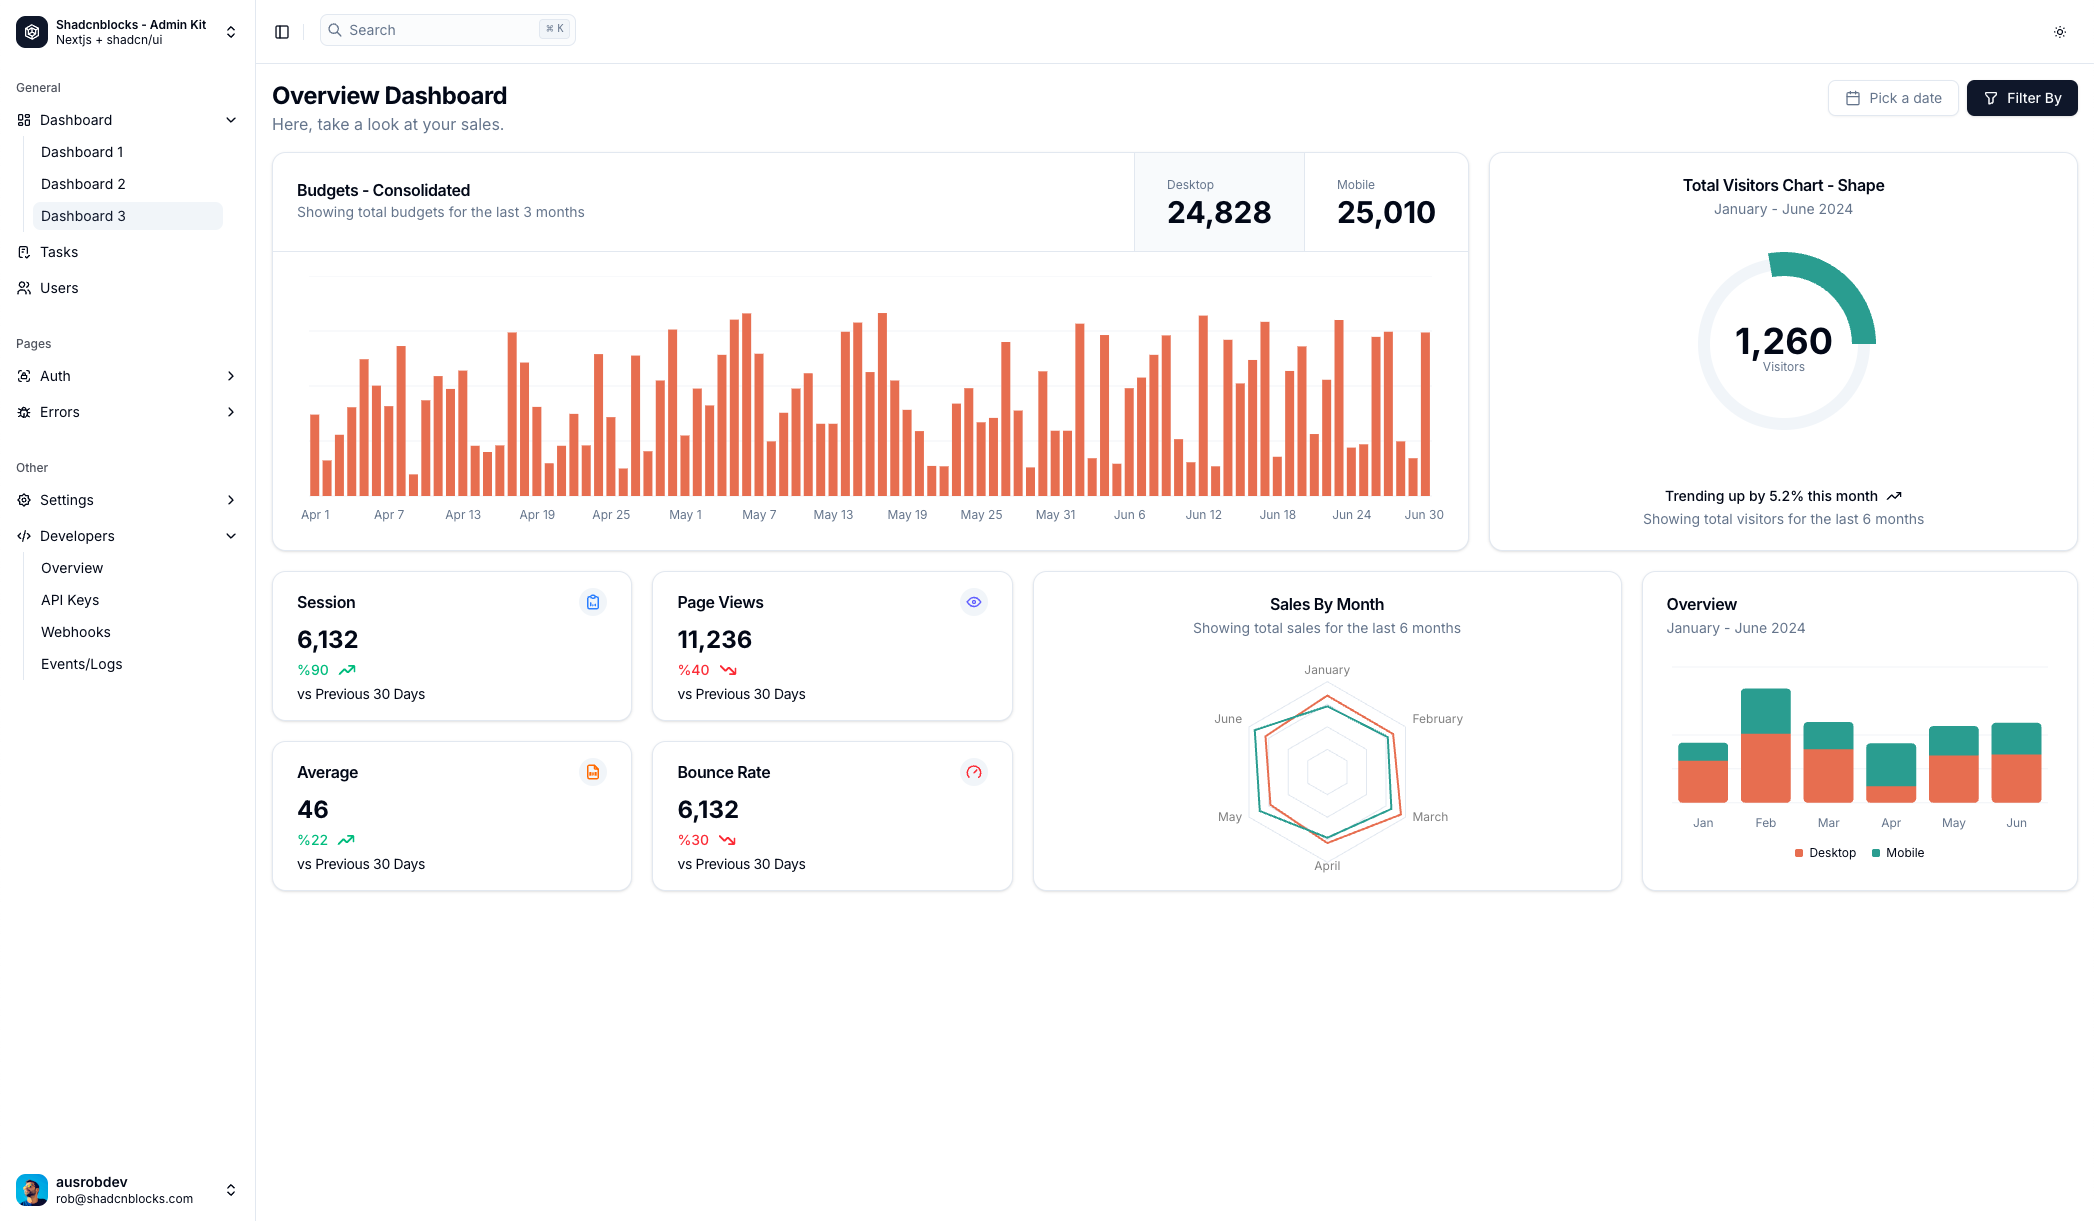 Shadcnblocks - Admin Kit
Nextjs + shadcn/ui
General
Dashboard
Dashboard 1
Dashboard 2
Dashboard 3
Tasks
Users
Pages
Auth
Errors
Other
Settings
Developers
Overview
API Keys
Webhooks
Events/Logs
ausrobdev
rob@shadcnblocks.com
Search
⌘ K
Overview Dashboard
Here, take a look at your sales.
Pick a date
Filter By
Budgets - Consolidated
Showing total budgets for the last 3 months
Desktop
24,828
Mobile
25,010
Apr 1 Apr 7 Apr 13 Apr 19 Apr 25 May 1 May 7 May 13 May 19 May 25 May 31 Jun 6 Jun 12 Jun 18 Jun 24 Jun 30
Total Visitors Chart - Shape
January - June 2024
1,260
Visitors
Trending up by 5.2% this month
Showing total visitors for the last 6 months
Session
6,132
%90
vs Previous 30 Days
Page Views
11,236
%40
vs Previous 30 Days
Average
46
%22
vs Previous 30 Days
Bounce Rate
6,132
%30
vs Previous 30 Days
Sales By Month
Showing total sales for the last 6 months
January
February
March
April
May
June
Overview
January - June 2024
Jan Feb Mar Apr May Jun
Desktop Mobile